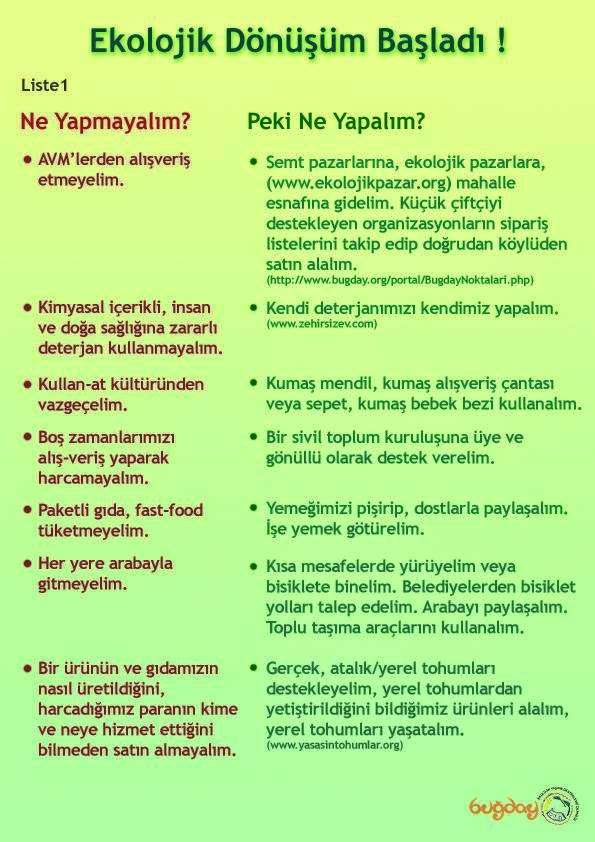 Ekolojik Dönüşüm Başladı !
Liste1
Ne Yapmayalım?
Peki Ne Yapalım?
• AVM'lerden alışveriş
etmeyelim.
• Semt pazarlarına, ekolojik pazarlara,
(www.ekolojikpazar.org) mahalle
esnafına gidelim. Küçük çiftçiyi
destekleyen organizasyonların sipariş
listelerini takip edip doğrudan köylüden
satın alalım.
(http://www.bugday.org/portal/BugdayNoktalari.php)
• Kimyasal içerikli, insan
ve doğa sağlığına zararlı
deterjan kullanmayalım.
• Kendi deterjanımızı kendimiz yapalım.
(www.zehirsizev.com)
• Kullan-at kültüründen
vazgeçelim.
• Kumaş mendil, kumaş alışveriş çantası
veya sepet, kumaş bebek bezi kullanalım.
• Boş zamanlarımızı
alış-veriş yaparak
harcamayalım.
• Bir sivil toplum kuruluşuna üye ve
gönüllü olarak destek verelim.
• Paketli gıda, fast-food
tüketmeyelim.
• Yemeğimizi pişirip, dostlarla paylaşalım.
İşe yemek götürelim.
• Her yere arabayla
gitmeyelim.
• Kısa mesafelerde yürüyelim veya
bisiklete binelim. Belediyelerden bisiklet
yolları talep edelim. Arabayı paylaşalım.
Toplu taşıma araçlarını kullanalım.
• Bir ürünün ve gıdamızın
nasıl üretildiğini,
harcadığımız paranın kime
ve neye hizmet ettiğini
bilmeden satın almayalım.
• Gerçek, atalık/yerel tohumları
destekleyelim, yerel tohumlardan
yetiştirildiğini bildiğimiz ürünleri alalım,
yerel tohumları yaşatalım.
(www.yasasintohumlar.org)
buğday